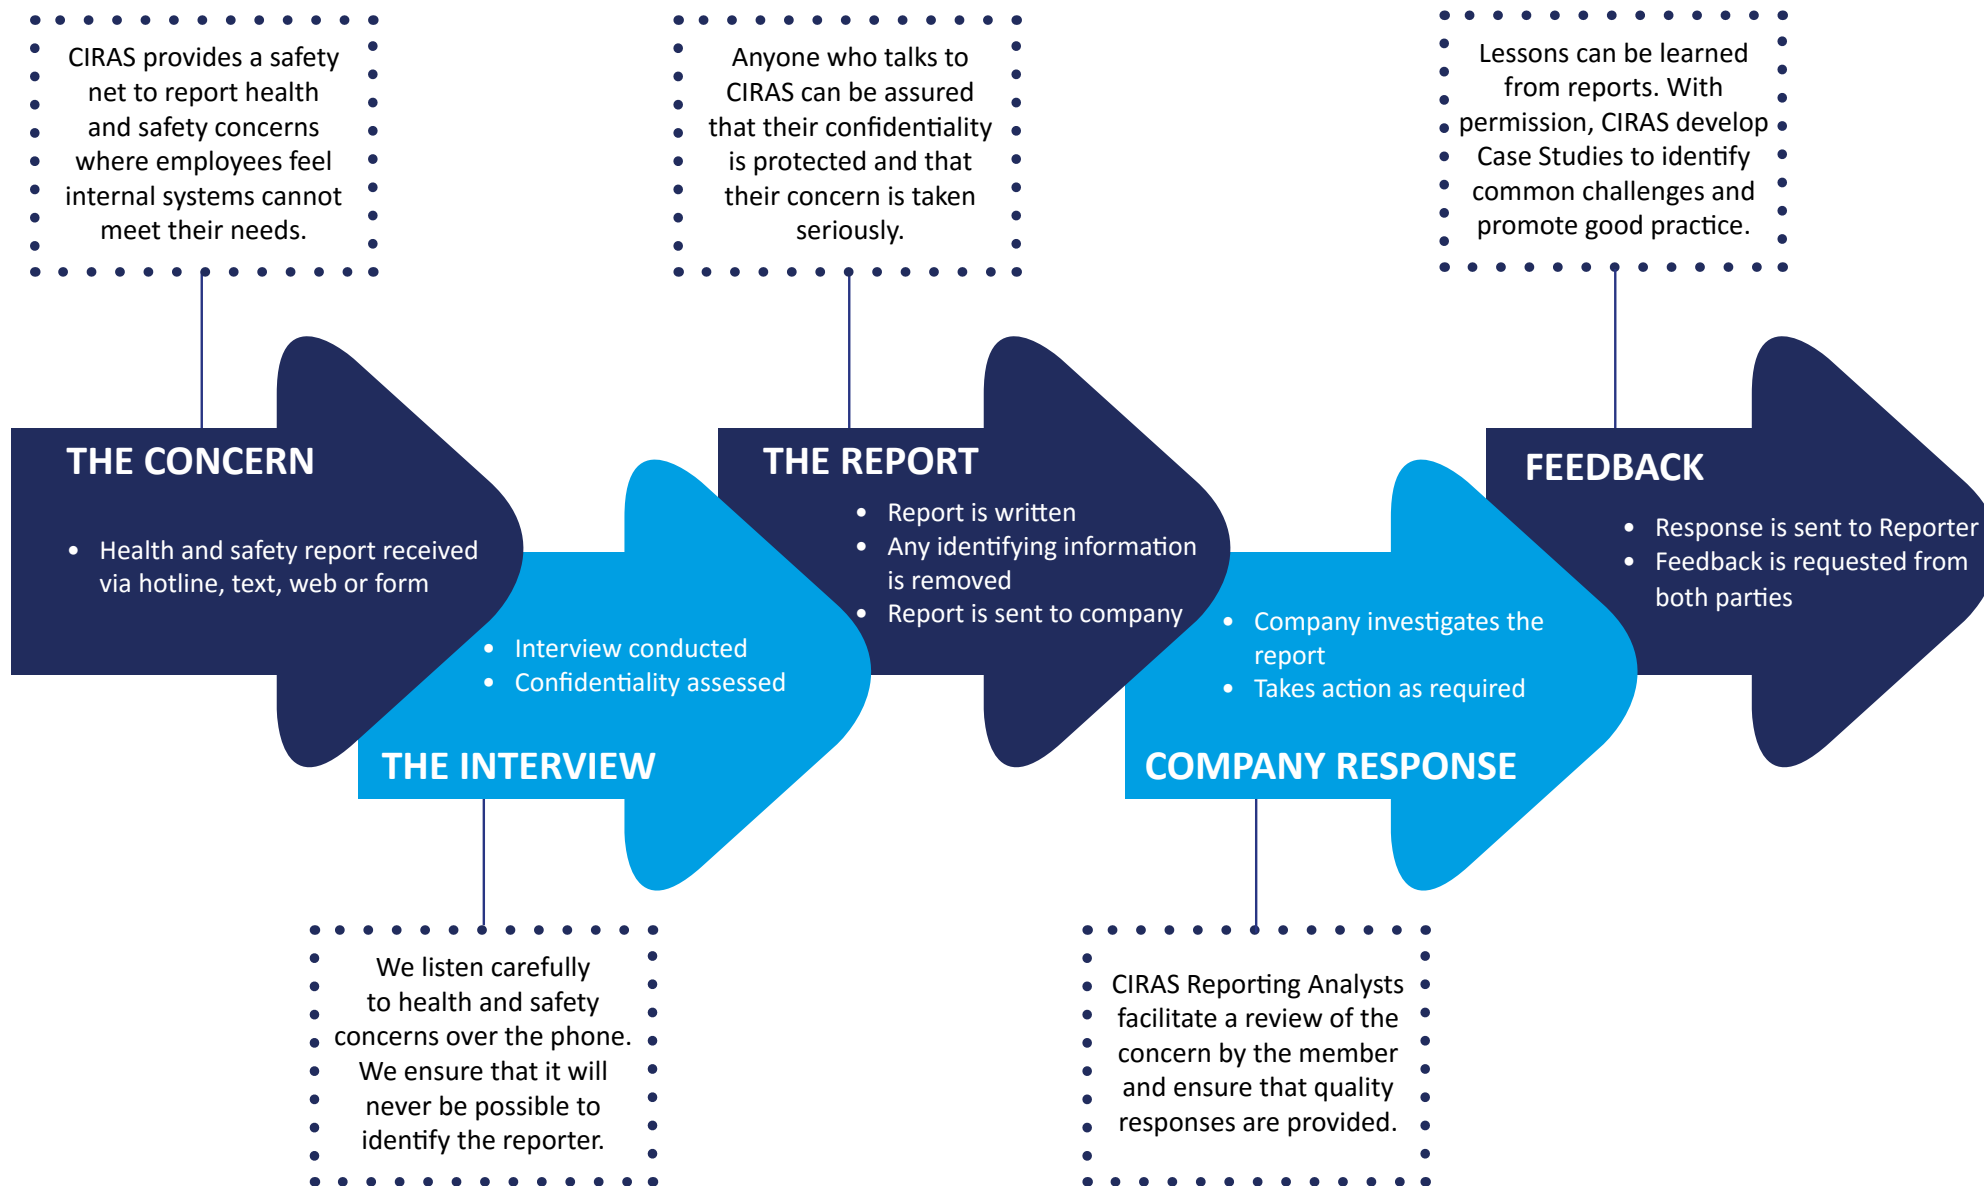 CIRAS provides a safety
net to report health
and safety concerns
where employees feel
internal systems cannot
meet their needs.
THE CONCERN
• Health and safety report received
via hotline, text, web or form
• Interview conducted
• Confidentiality assessed
THE INTERVIEW
We listen carefully
to health and safety
concerns over the phone.
We ensure that it will
never be possible to
identify the reporter.
Anyone who talks to
CIRAS can be assured
that their confidentiality
is protected and that
their concern is taken
seriously.
THE REPORT
• Report is written
• Any identifying information
is removed
• Report is sent to company
• Company investigates the
report
• Takes action as required
COMPANY RESPONSE
CIRAS Reporting Analysts
facilitate a review of the
concern by the member
and ensure that quality
responses are provided.
Lessons can be learned
from reports. With
permission, CIRAS develop
Case Studies to identify
common challenges and
promote good practice.
FEEDBACK
• Response is sent to Reporter
• Feedback is requested from
both parties